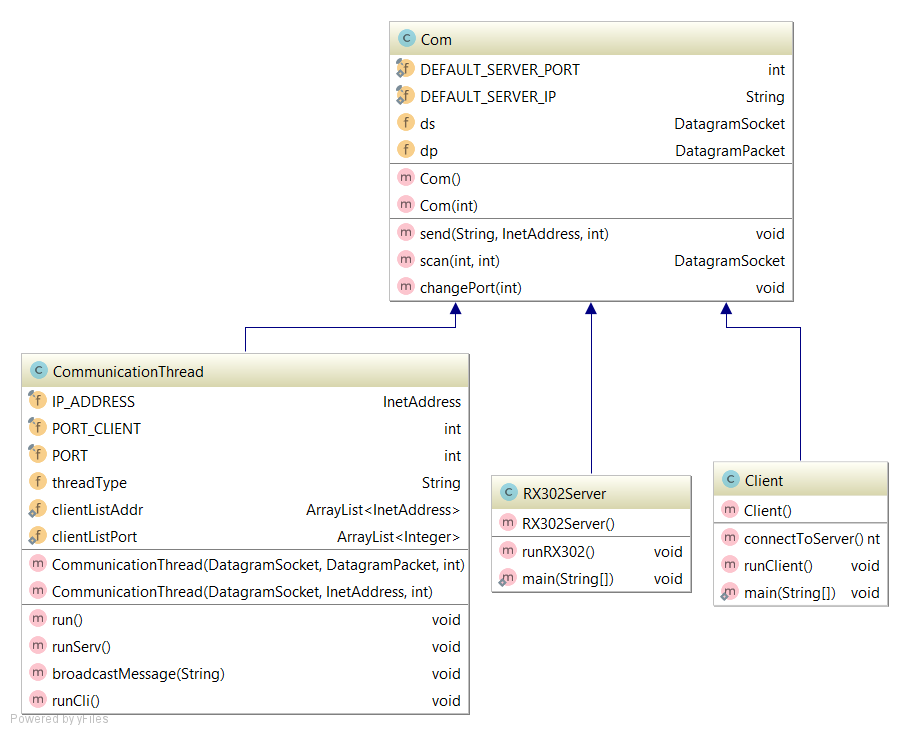 Com
DEFAULT_SERVER_PORT int
DEFAULT_SERVER_IP String
ds DatagramSocket
dp DatagramPacket
Com()
Com(int)
send(String, InetAddress, int) void
scan(int, int) DatagramSocket
changePort(int) void
CommunicationThread
IP_ADDRESS InetAddress
PORT_CLIENT int
PORT int
threadType String
clientListAddr ArrayList<InetAddress>
clientListPort ArrayList<Integer>
CommunicationThread(DatagramSocket, DatagramPacket, int)
CommunicationThread(DatagramSocket, InetAddress, int)
run() void
runServ() void
broadcastMessage(String) void
runCli() void
RX302Server
RX302Server()
runRX302() void
main(String[]) void
Client
Client()
connectToServer() nt
runClient() void
main(String[]) void
Powered by yFiles